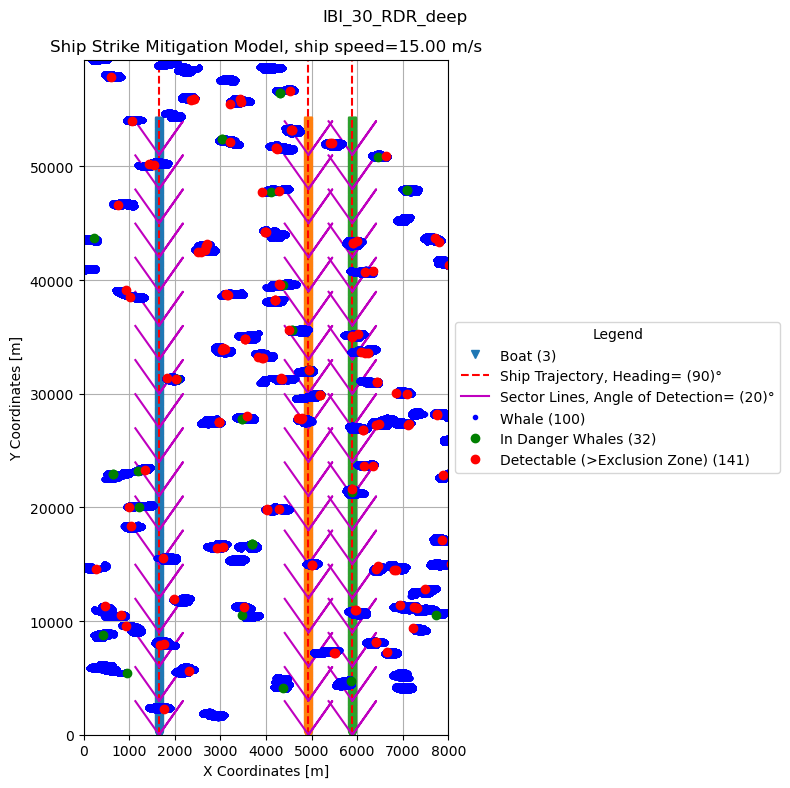 IBI_30_RDR_deep
Ship Strike Mitigation Model, ship speed=15.00 m/s
50000
40000
30000
20000
10000
0
Y Coordinates [m]
0 1000 2000 3000 4000 5000 6000 7000 8000
X Coordinates [m]
Legend
Boat (3)
Ship Trajectory, Heading= (90)°
Sector Lines, Angle of Detection= (20)°
Whale (100)
In Danger Whales (32)
Detectable (>Exclusion Zone) (141)